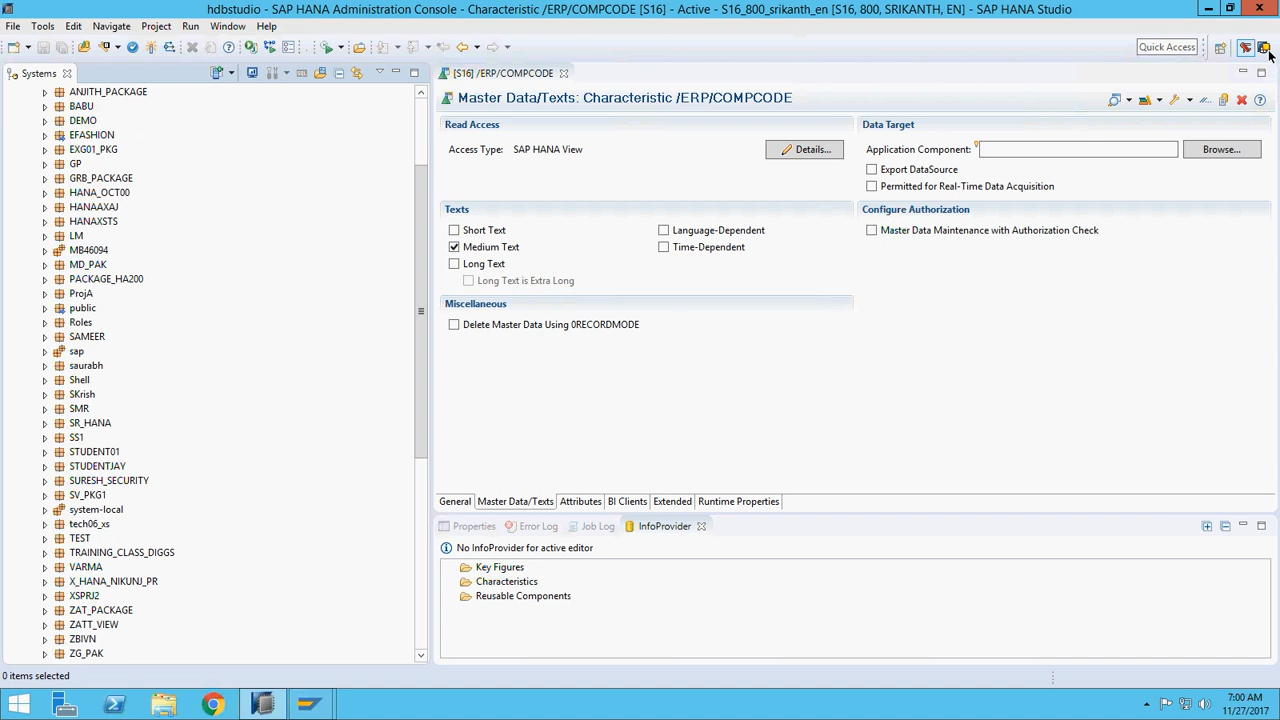 hdbstudio - SAP HANA Administration Console - Characteristic /ERP/COMPCODE [S16] - Active - S16_800_srikanth_en [S16, 800, SRIKANTH, EN] - SAP HANA Studio
File Tools Edit Navigate Project Run Window Help
Quick Access
Systems
ANJITH_PACKAGE
BABU
DEMO
EFASHION
EXG01_PKG
GP
GRB_PACKAGE
HANA_OCT00
HANAAXAJ
HANAXSTS
LM
MB46094
MD_PAK
PACKAGE_HA200
ProjA
public
Roles
SAMEER
sap
saurabh
Shell
SKrish
SMR
SR_HANA
SS1
STUDENT01
STUDENTJAY
SURESH_SECURITY
SV_PKG1
system-local
tech06_xs
TEST
TRAINING_CLASS_DIGGS
VARMA
X_HANA_NIKUNJ_PR
XSPRJ2
ZAT_PACKAGE
ZATT_VIEW
ZBIVN
ZG_PAK
[S16] /ERP/COMPCODE
Master Data/Texts: Characteristic /ERP/COMPCODE
Read Access
Access Type: SAP HANA View Details...
Texts
Short Text Language-Dependent
Medium Text Time-Dependent
Long Text
Long Text is Extra Long
Miscellaneous
Delete Master Data Using 0RECORDMODE
Data Target
Application Component: Browse...
Export DataSource
Permitted for Real-Time Data Acquisition
Configure Authorization
Master Data Maintenance with Authorization Check
General Master Data/Texts Attributes BI Clients Extended Runtime Properties
Properties Error Log Job Log InfoProvider
No InfoProvider for active editor
Key Figures
Characteristics
Reusable Components
0 items selected
7:00 AM
11/27/2017